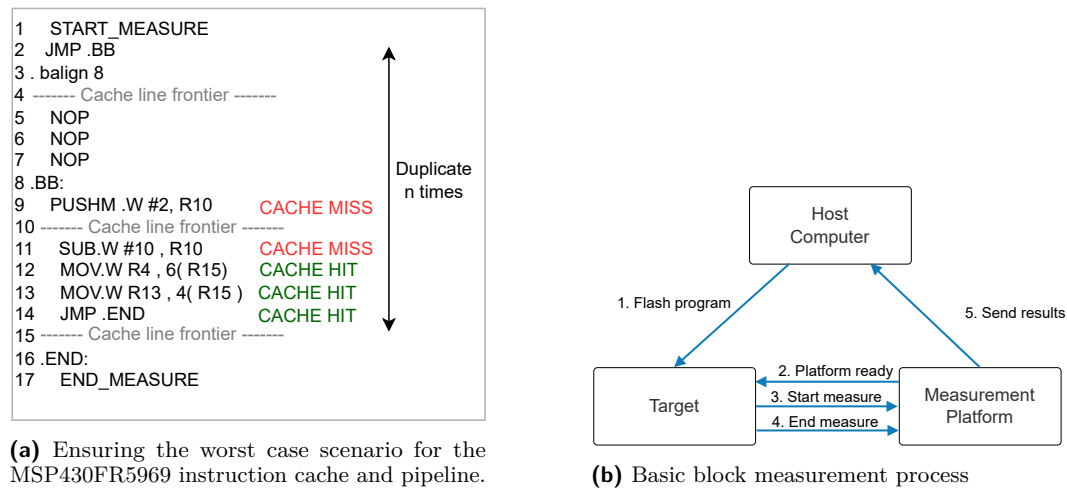 1 START_MEASURE
2 JMP .BB
3 . balign 8
4 ------- Cache line frontier -------
5 NOP
6 NOP
7 NOP
8 .BB:
9 PUSHM .W #2, R10 CACHE MISS
10 ------- Cache line frontier -------
11 SUB.W #10 , R10 CACHE MISS
12 MOV.W R4 , 6( R15) CACHE HIT
13 MOV.W R13 , 4( R15 ) CACHE HIT
14 JMP .END CACHE HIT
15 ------- Cache line frontier -------
16 .END:
17 END_MEASURE
Duplicate
n times
(a) Ensuring the worst case scenario for the
MSP430FR5969 instruction cache and pipeline.
Host
Computer
1. Flash program
5. Send results
Target
2. Platform ready
3. Start measure
4. End measure
Measurement
Platform
(b) Basic block measurement process